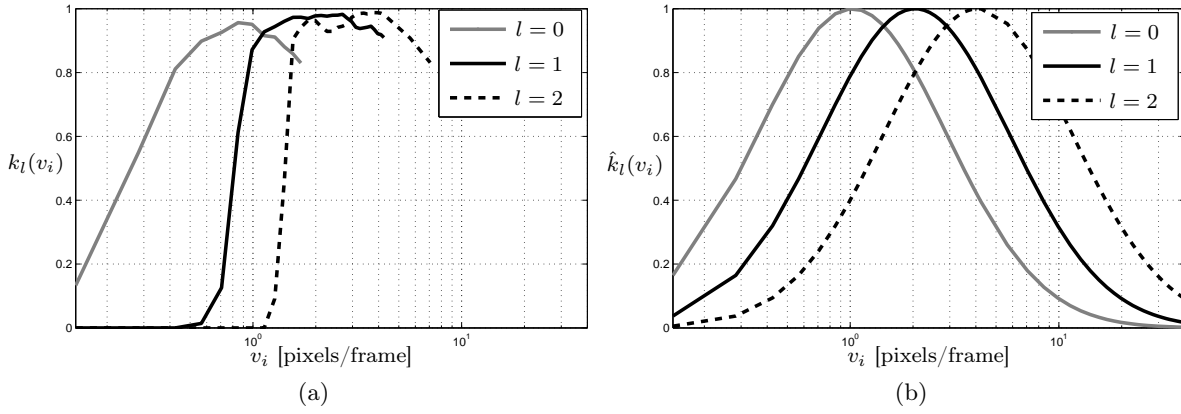 1
0.8
0.6
0.4
0.2
0
k_l(v_i)
10^0
10^1
v_i [pixels/frame]
l = 0
l = 1
l = 2
(a)
1
0.8
0.6
0.4
0.2
0
k̂_l(v_i)
10^0
10^1
v_i [pixels/frame]
l = 0
l = 1
l = 2
(b)